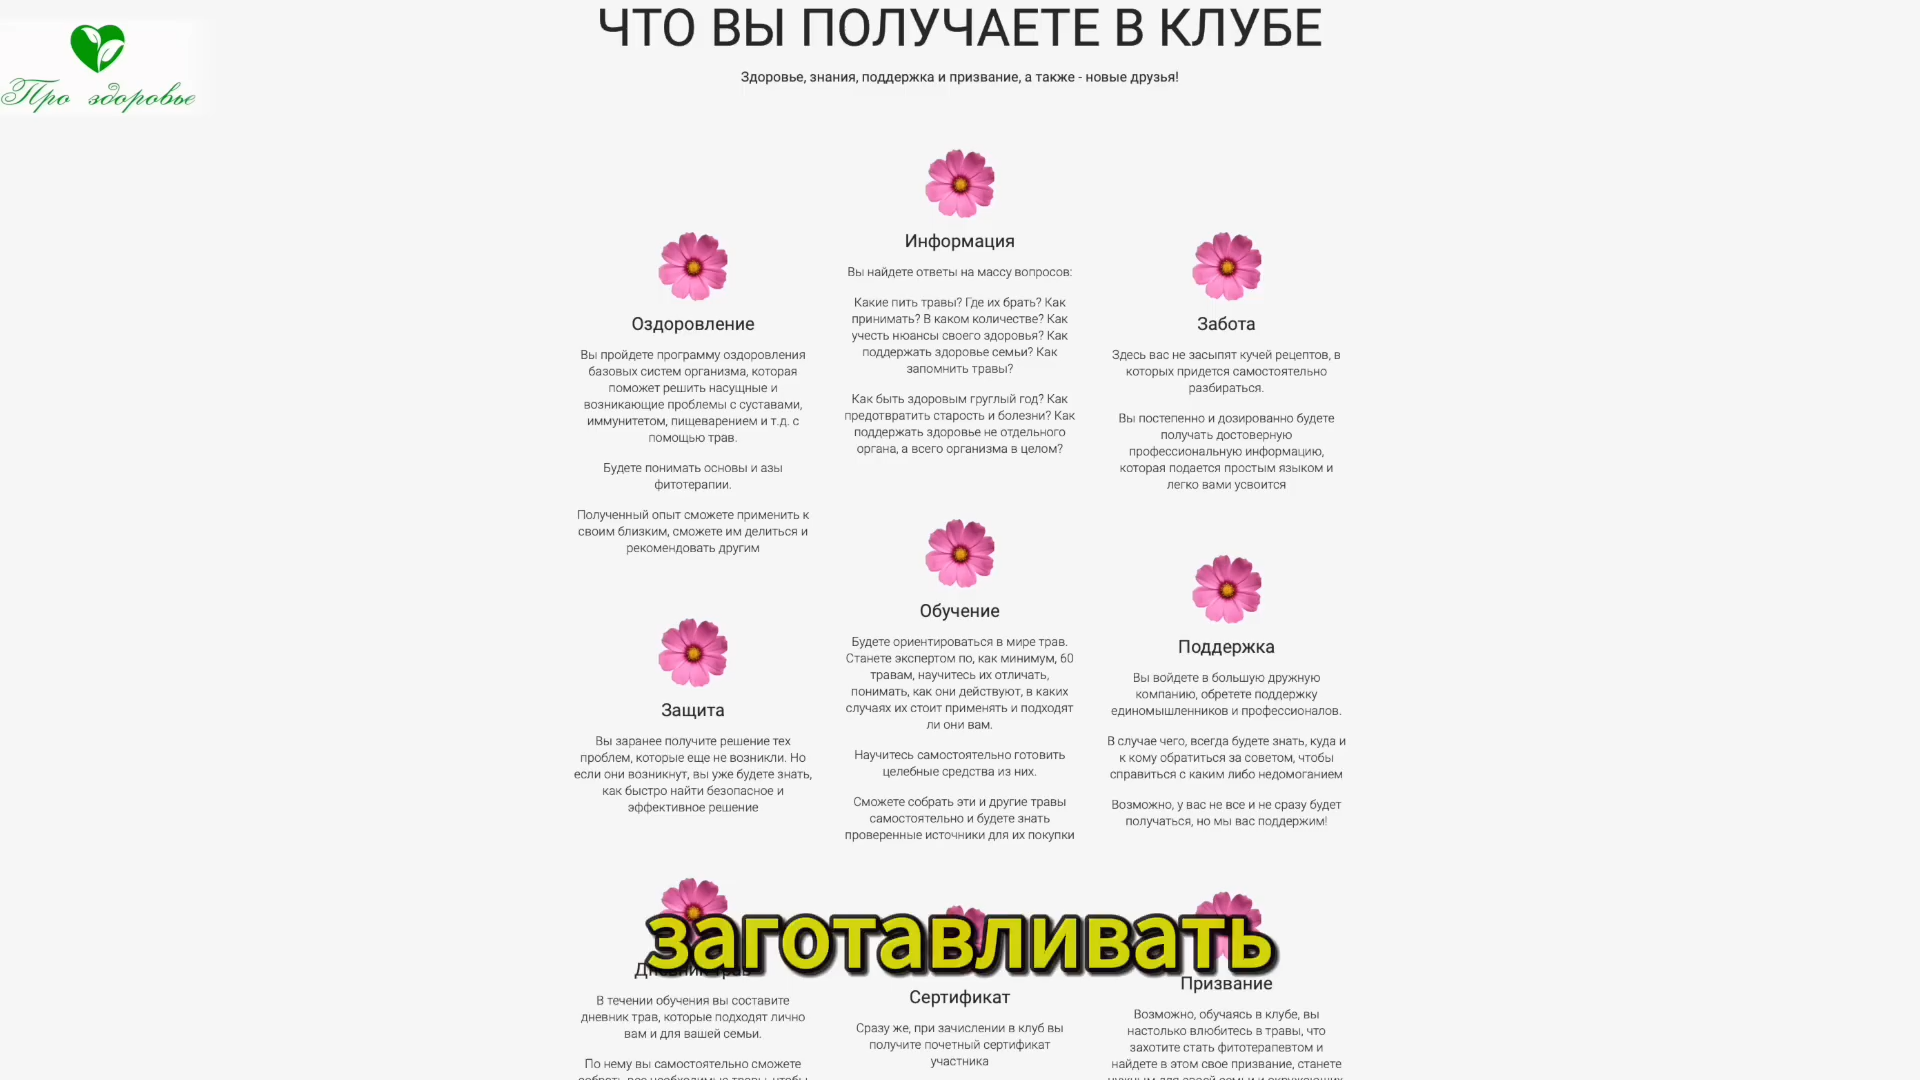 Про здоровье
ЧТО ВЫ ПОЛУЧАЕТЕ В КЛУБЕ
Здоровье, знания, поддержка и призвание, а также - новые друзья!
Оздоровление
Вы пройдете программу оздоровления
базовых систем организма, которая
поможет решить насущные и
возникающие проблемы с суставами,
иммунитетом, пищеварением и т.д. с
помощью трав.
Будете понимать основы и азы
фитотерапии.
Полученный опыт сможете применить к
своим близким, сможете им делиться и
рекомендовать другим
Информация
Вы найдете ответы на массу вопросов:
Какие пить травы? Где их брать? Как
принимать? В каком количестве? Как
учесть нюансы своего здоровья? Как
поддержать здоровье семьи? Как
запомнить травы?
Как быть здоровым круглый год? Как
предотвратить старость и болезни? Как
поддержать здоровье не отдельного
органа, а всего организма в целом?
Забота
Здесь вас не засыпят кучей рецептов, в
которых придется самостоятельно
разбираться.
Вы постепенно и дозированно будете
получать достоверную
профессиональную информацию,
которая подается простым языком и
легко вами усвоится
Защита
Вы заранее получите решение тех
проблем, которые еще не возникли. Но
если они возникнут, вы уже будете знать,
как быстро найти безопасное и
эффективное решение
Обучение
Будете ориентироваться в мире трав.
Станете экспертом по, как минимум, 60
травам, научитесь их отличать,
понимать, как они действуют, в каких
случаях их стоит применять и подходят
ли они вам.
Научитесь самостоятельно готовить
целебные средства из них.
Сможете собрать эти и другие травы
самостоятельно и будете знать
проверенные источники для их покупки
Поддержка
Вы войдете в большую дружную
компанию, обретете поддержку
единомышленников и профессионалов.
В случае чего, всегда будете знать, куда и
к кому обратиться за советом, чтобы
справиться с каким либо недомоганием
Возможно, у вас не все и не сразу будет
получаться, но мы вас поддержим!
заготавливать
Дневник трав
В течении обучения вы составите
дневник трав, которые подходят лично
вам и для вашей семьи.
По нему вы самостоятельно сможете
собрать все необходимые травы, чтобы
Сертификат
Сразу же, при зачислении в клуб вы
получите почетный сертификат
участника
Призвание
Возможно, обучаясь в клубе, вы
настолько влюбитесь в травы, что
захотите стать фитотерапевтом и
найдете в этом свое призвание, станете
нужным для своей семьи и окружающих